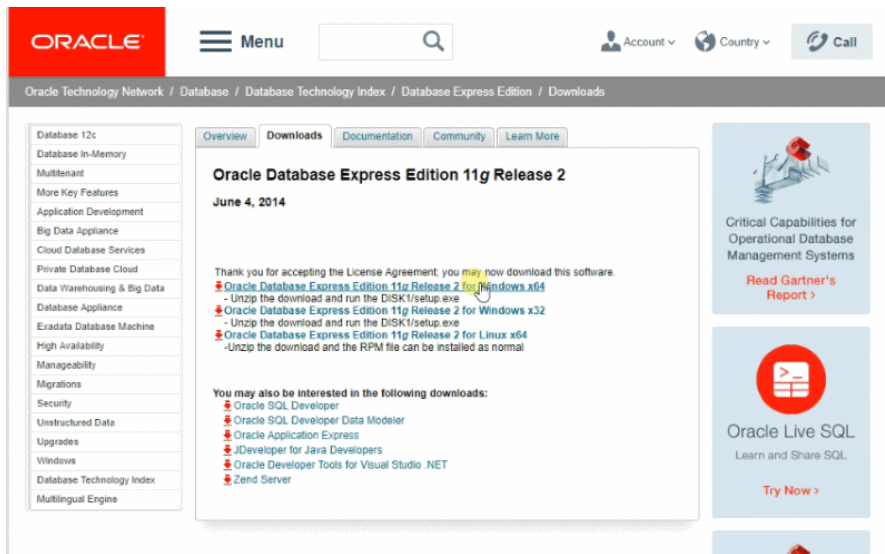 ORACLE
Menu
Account
Country
Call
Oracle Technology Network / Database / Database Technology Index / Database Express Edition / Downloads
Database 12c
Database In-Memory
Multitenant
More Key Features
Application Development
Big Data Appliance
Cloud Database Services
Private Database Cloud
Data Warehousing & Big Data
Database Appliance
Exadata Database Machine
High Availability
Manageability
Migrations
Security
Unstructured Data
Upgrades
Windows
Database Technology Index
Multilingual Engine
Overview
Downloads
Documentation
Community
Learn More
Oracle Database Express Edition 11g Release 2
June 4, 2014
Thank you for accepting the License Agreement; you may now download this software.
Oracle Database Express Edition 11g Release 2 for Windows x64
- Unzip the download and run the DISK1/setup.exe
Oracle Database Express Edition 11g Release 2 for Windows x32
- Unzip the download and run the DISK1/setup.exe
Oracle Database Express Edition 11g Release 2 for Linux x64
-Unzip the download and the RPM file can be installed as normal
You may also be interested in the following downloads:
Oracle SQL Developer
Oracle SQL Developer Data Modeler
Oracle Application Express
JDeveloper for Java Developers
Oracle Developer Tools for Visual Studio .NET
Zend Server
Critical Capabilities for
Operational Database
Management Systems
Read Gartner's
Report >
>_
Oracle Live SQL
Learn and Share SQL
Try Now >